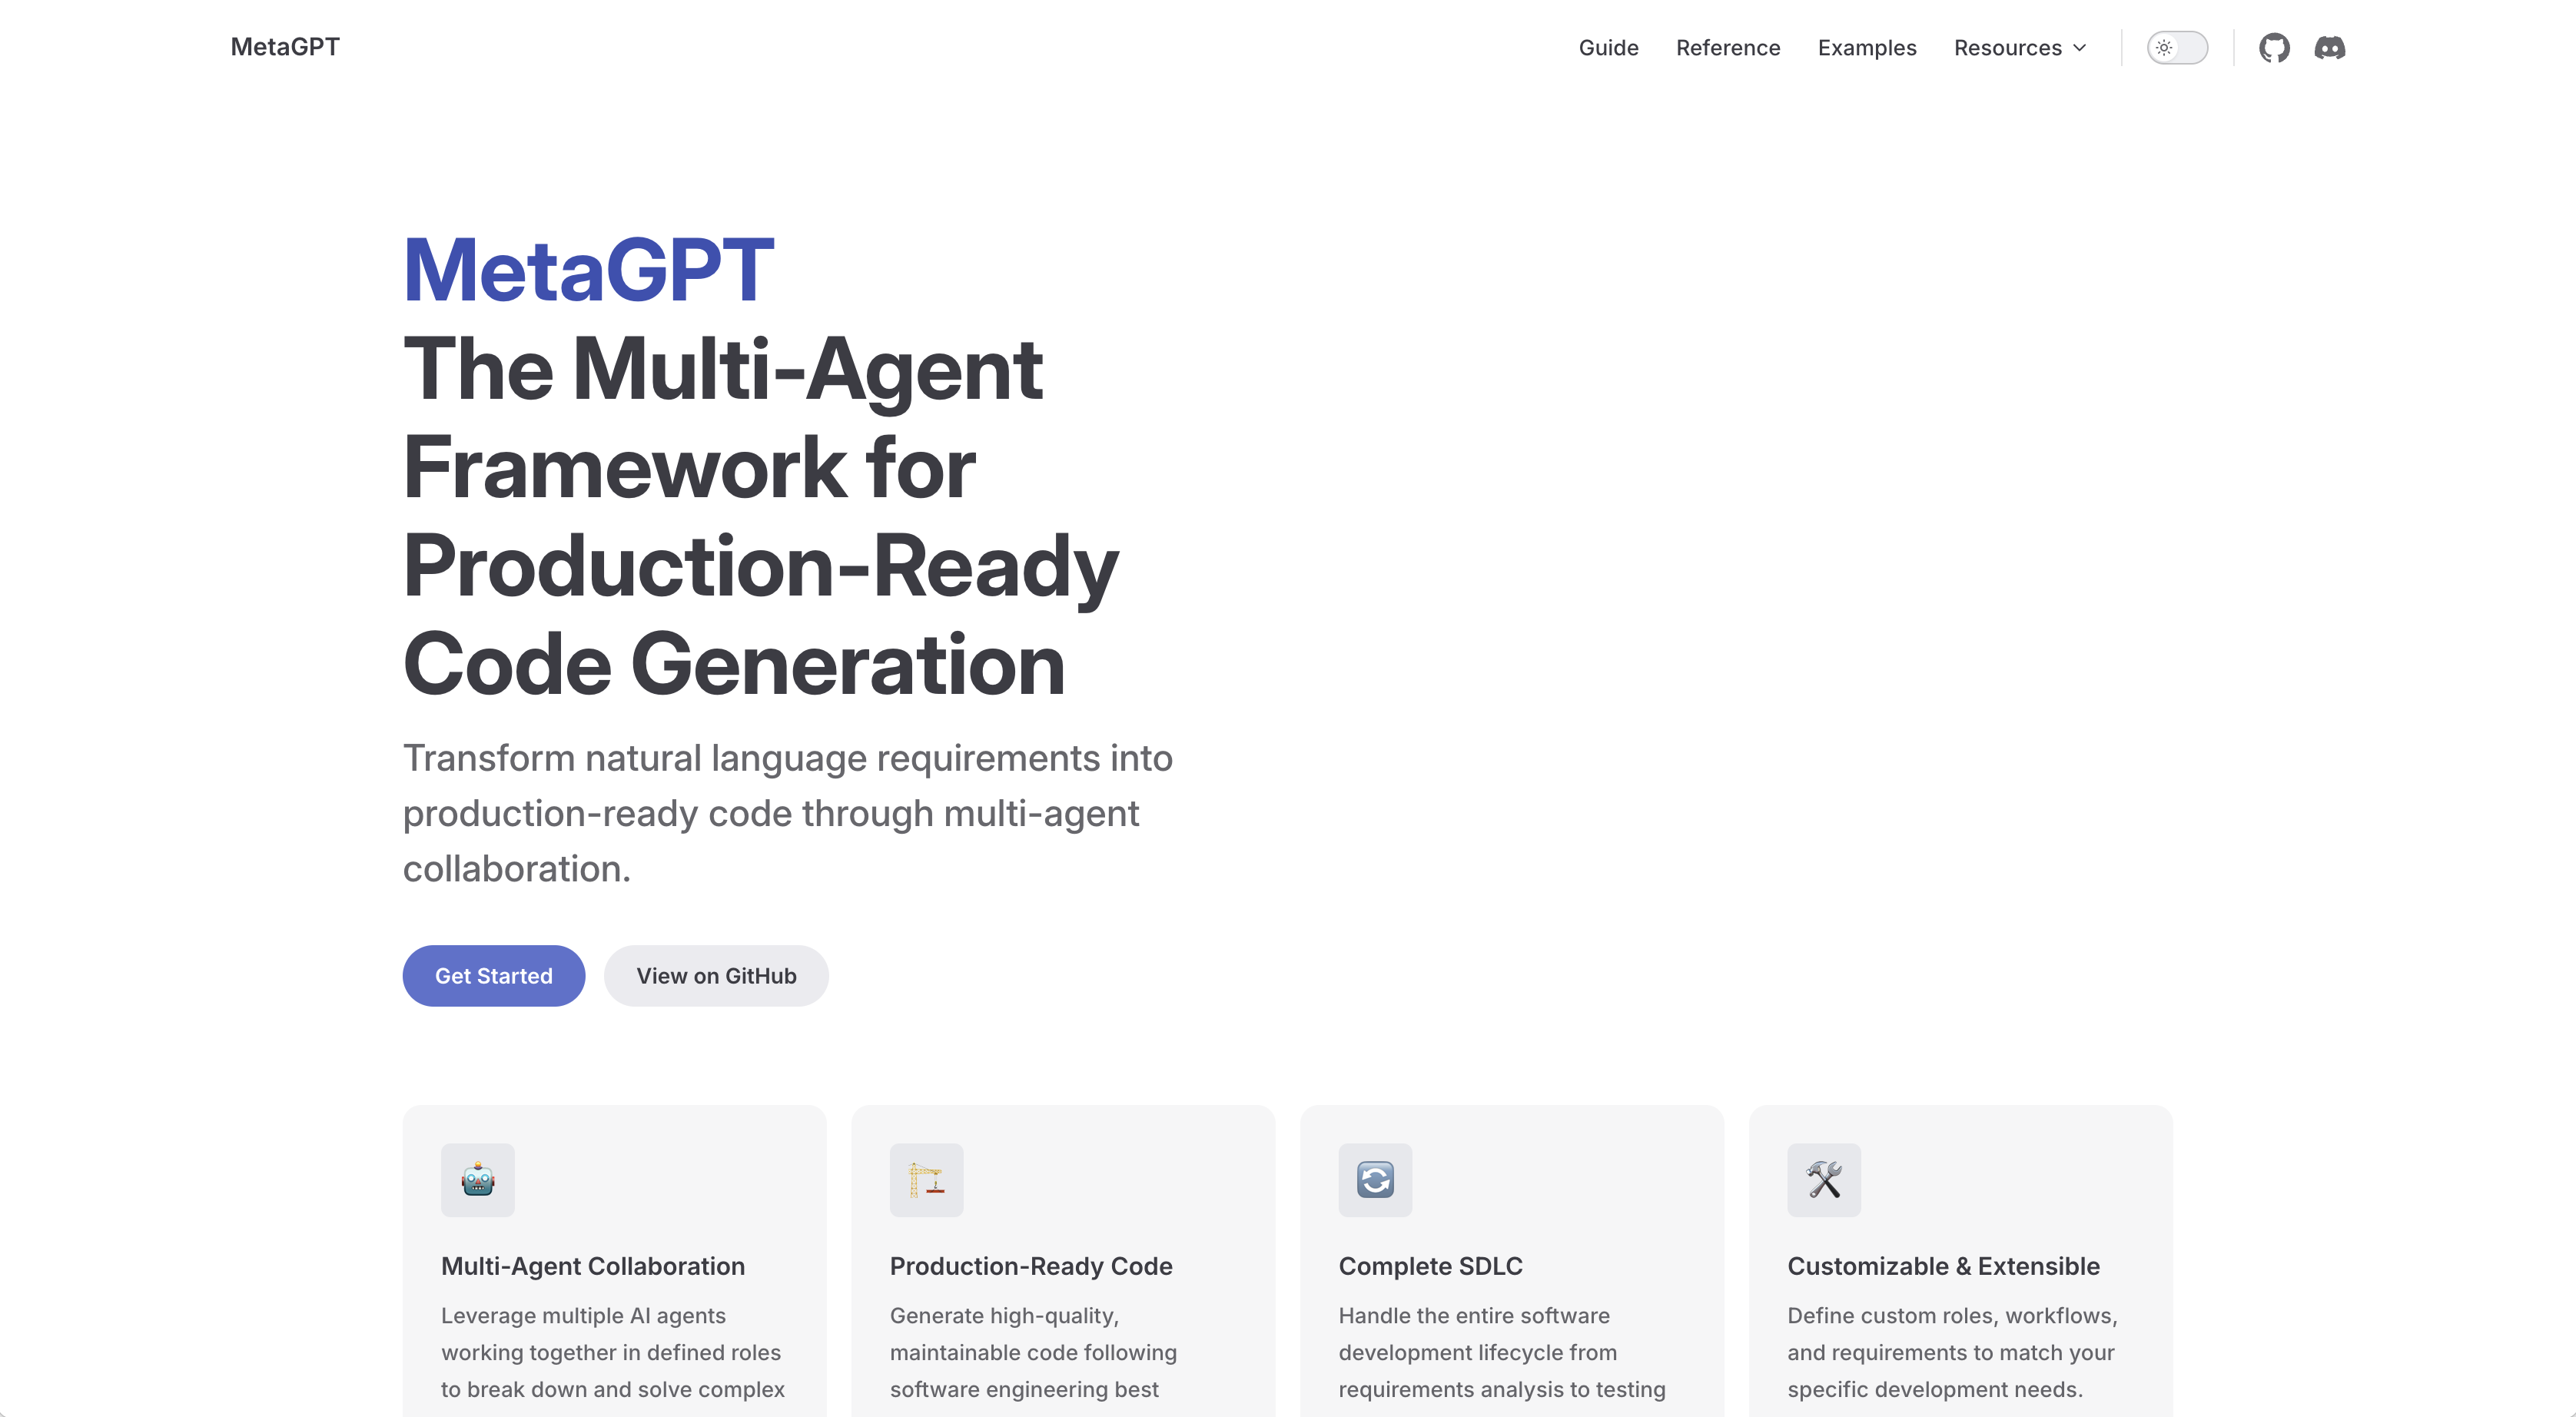 MetaGPT
Guide
Reference
Examples
Resources
MetaGPT
The Multi-Agent
Framework for
Production-Ready
Code Generation
Transform natural language requirements into
production-ready code through multi-agent
collaboration.
Get Started
View on GitHub
Multi-Agent Collaboration
Leverage multiple AI agents
working together in defined roles
to break down and solve complex
Production-Ready Code
Generate high-quality,
maintainable code following
software engineering best
Complete SDLC
Handle the entire software
development lifecycle from
requirements analysis to testing
Customizable & Extensible
Define custom roles, workflows,
and requirements to match your
specific development needs.